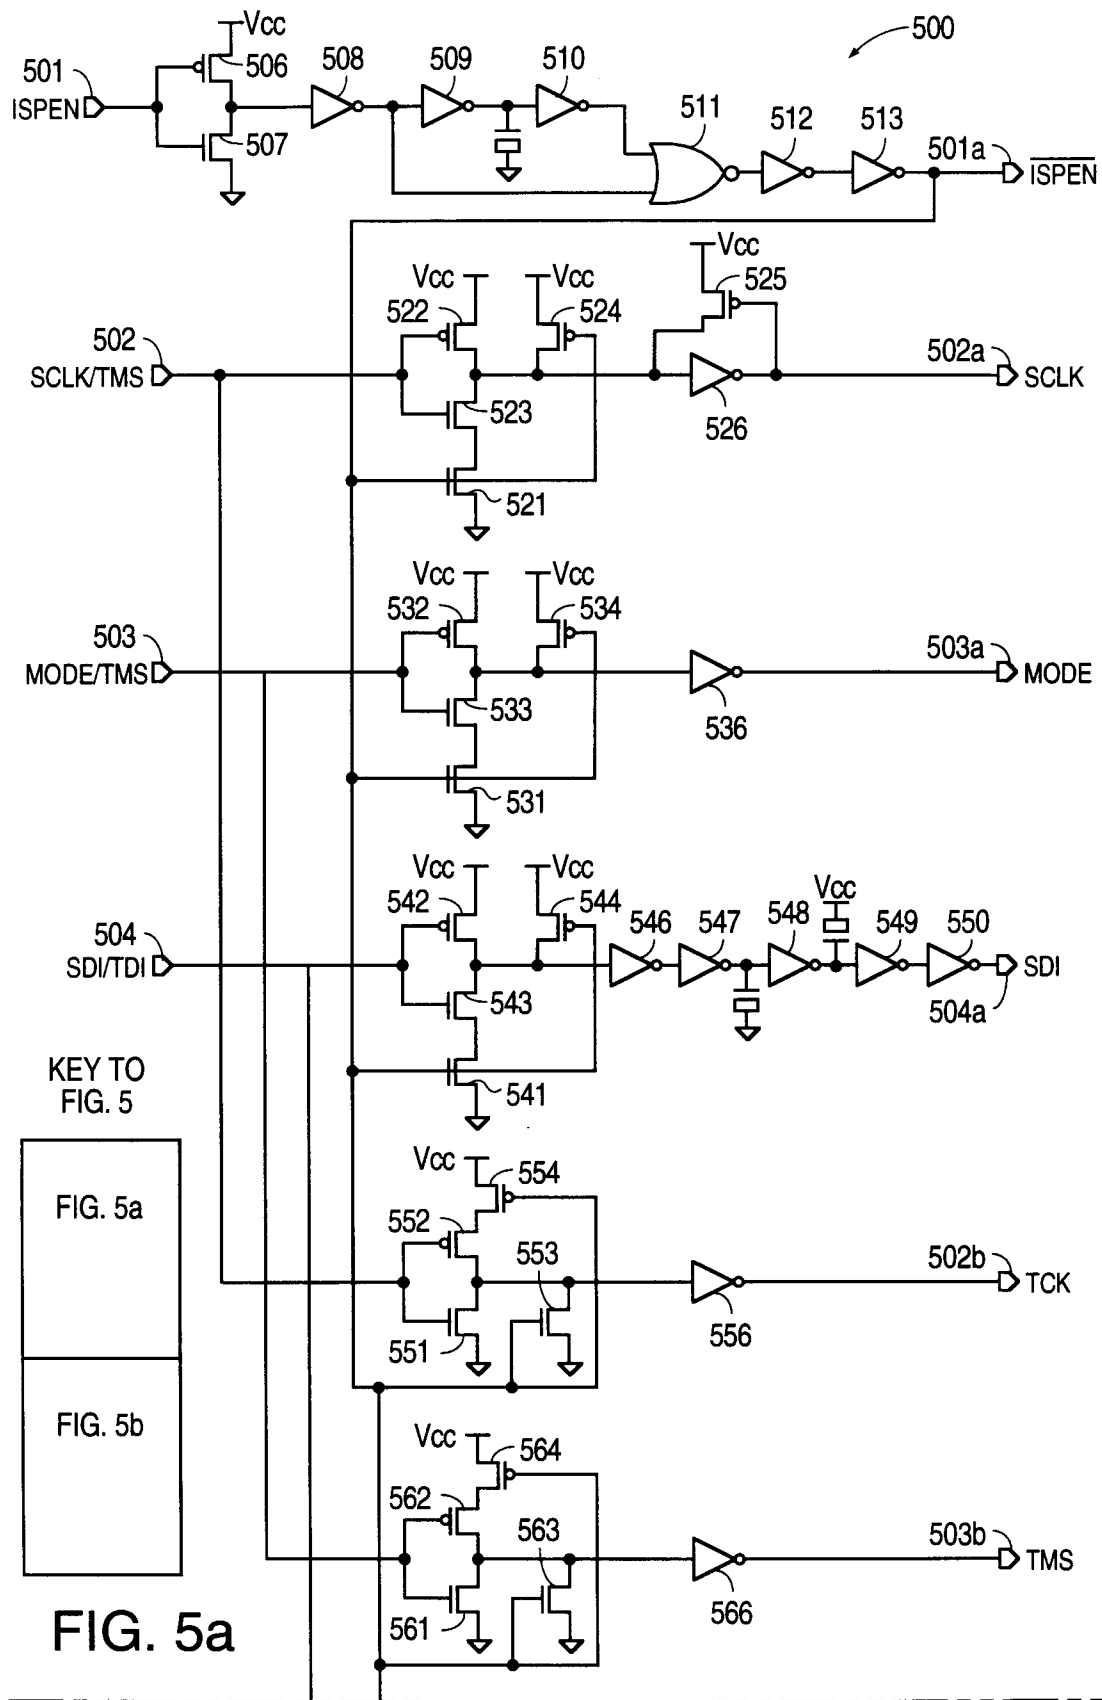 500
Vcc
501
ISPEN
506
507
508
509
510
511
512
513
501a
I̅S̅P̅E̅N̅
Vcc
Vcc
Vcc
522
524
525
502
SCLK/TMS
523
526
521
502a
SCLK
Vcc
Vcc
532
534
503
MODE/TMS
533
536
531
503a
MODE
Vcc
Vcc
Vcc
542
544
546
547
548
549
550
504
SDI/TDI
543
541
504a
SDI
KEY TO
FIG. 5
FIG. 5a
FIG. 5b
Vcc
554
552
553
551
556
502b
TCK
Vcc
564
562
563
561
566
503b
TMS
FIG. 5a